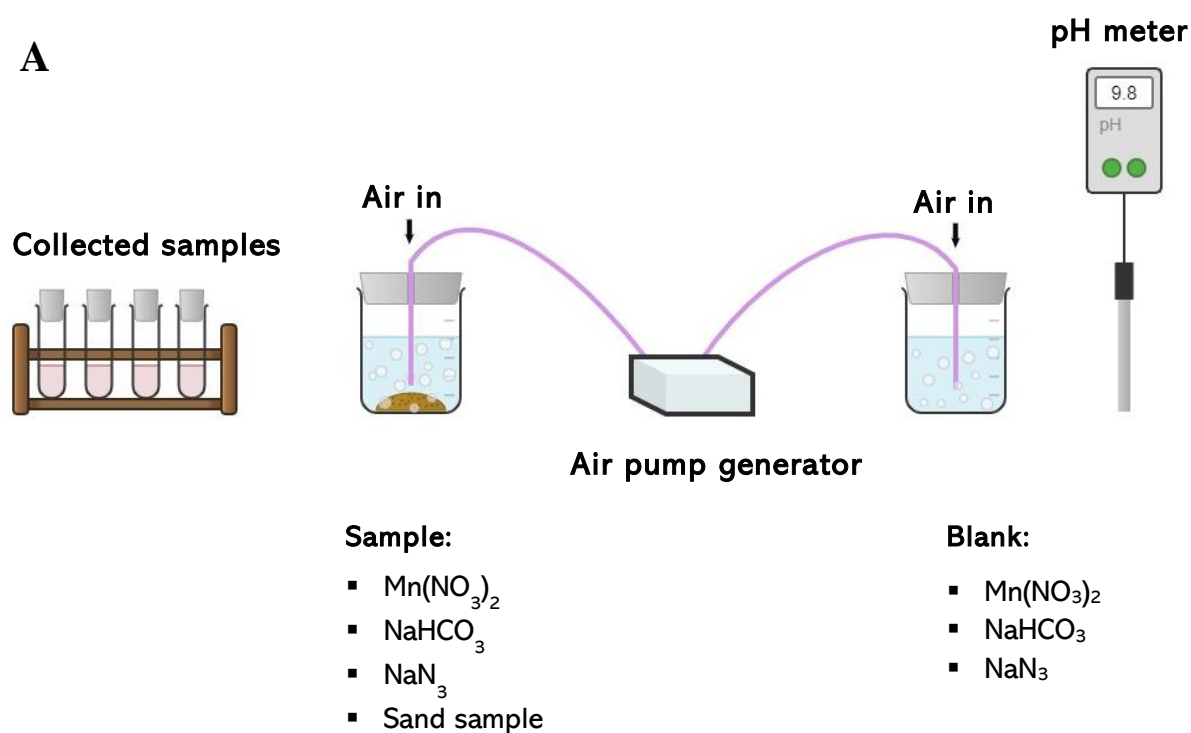 A
pH meter
9.8
pH
Air in
Air in
Collected samples
Air pump generator
Sample:
▪ Mn(NO₃)₂
▪ NaHCO₃
▪ NaN₃
▪ Sand sample
Blank:
▪ Mn(NO₃)₂
▪ NaHCO₃
▪ NaN₃